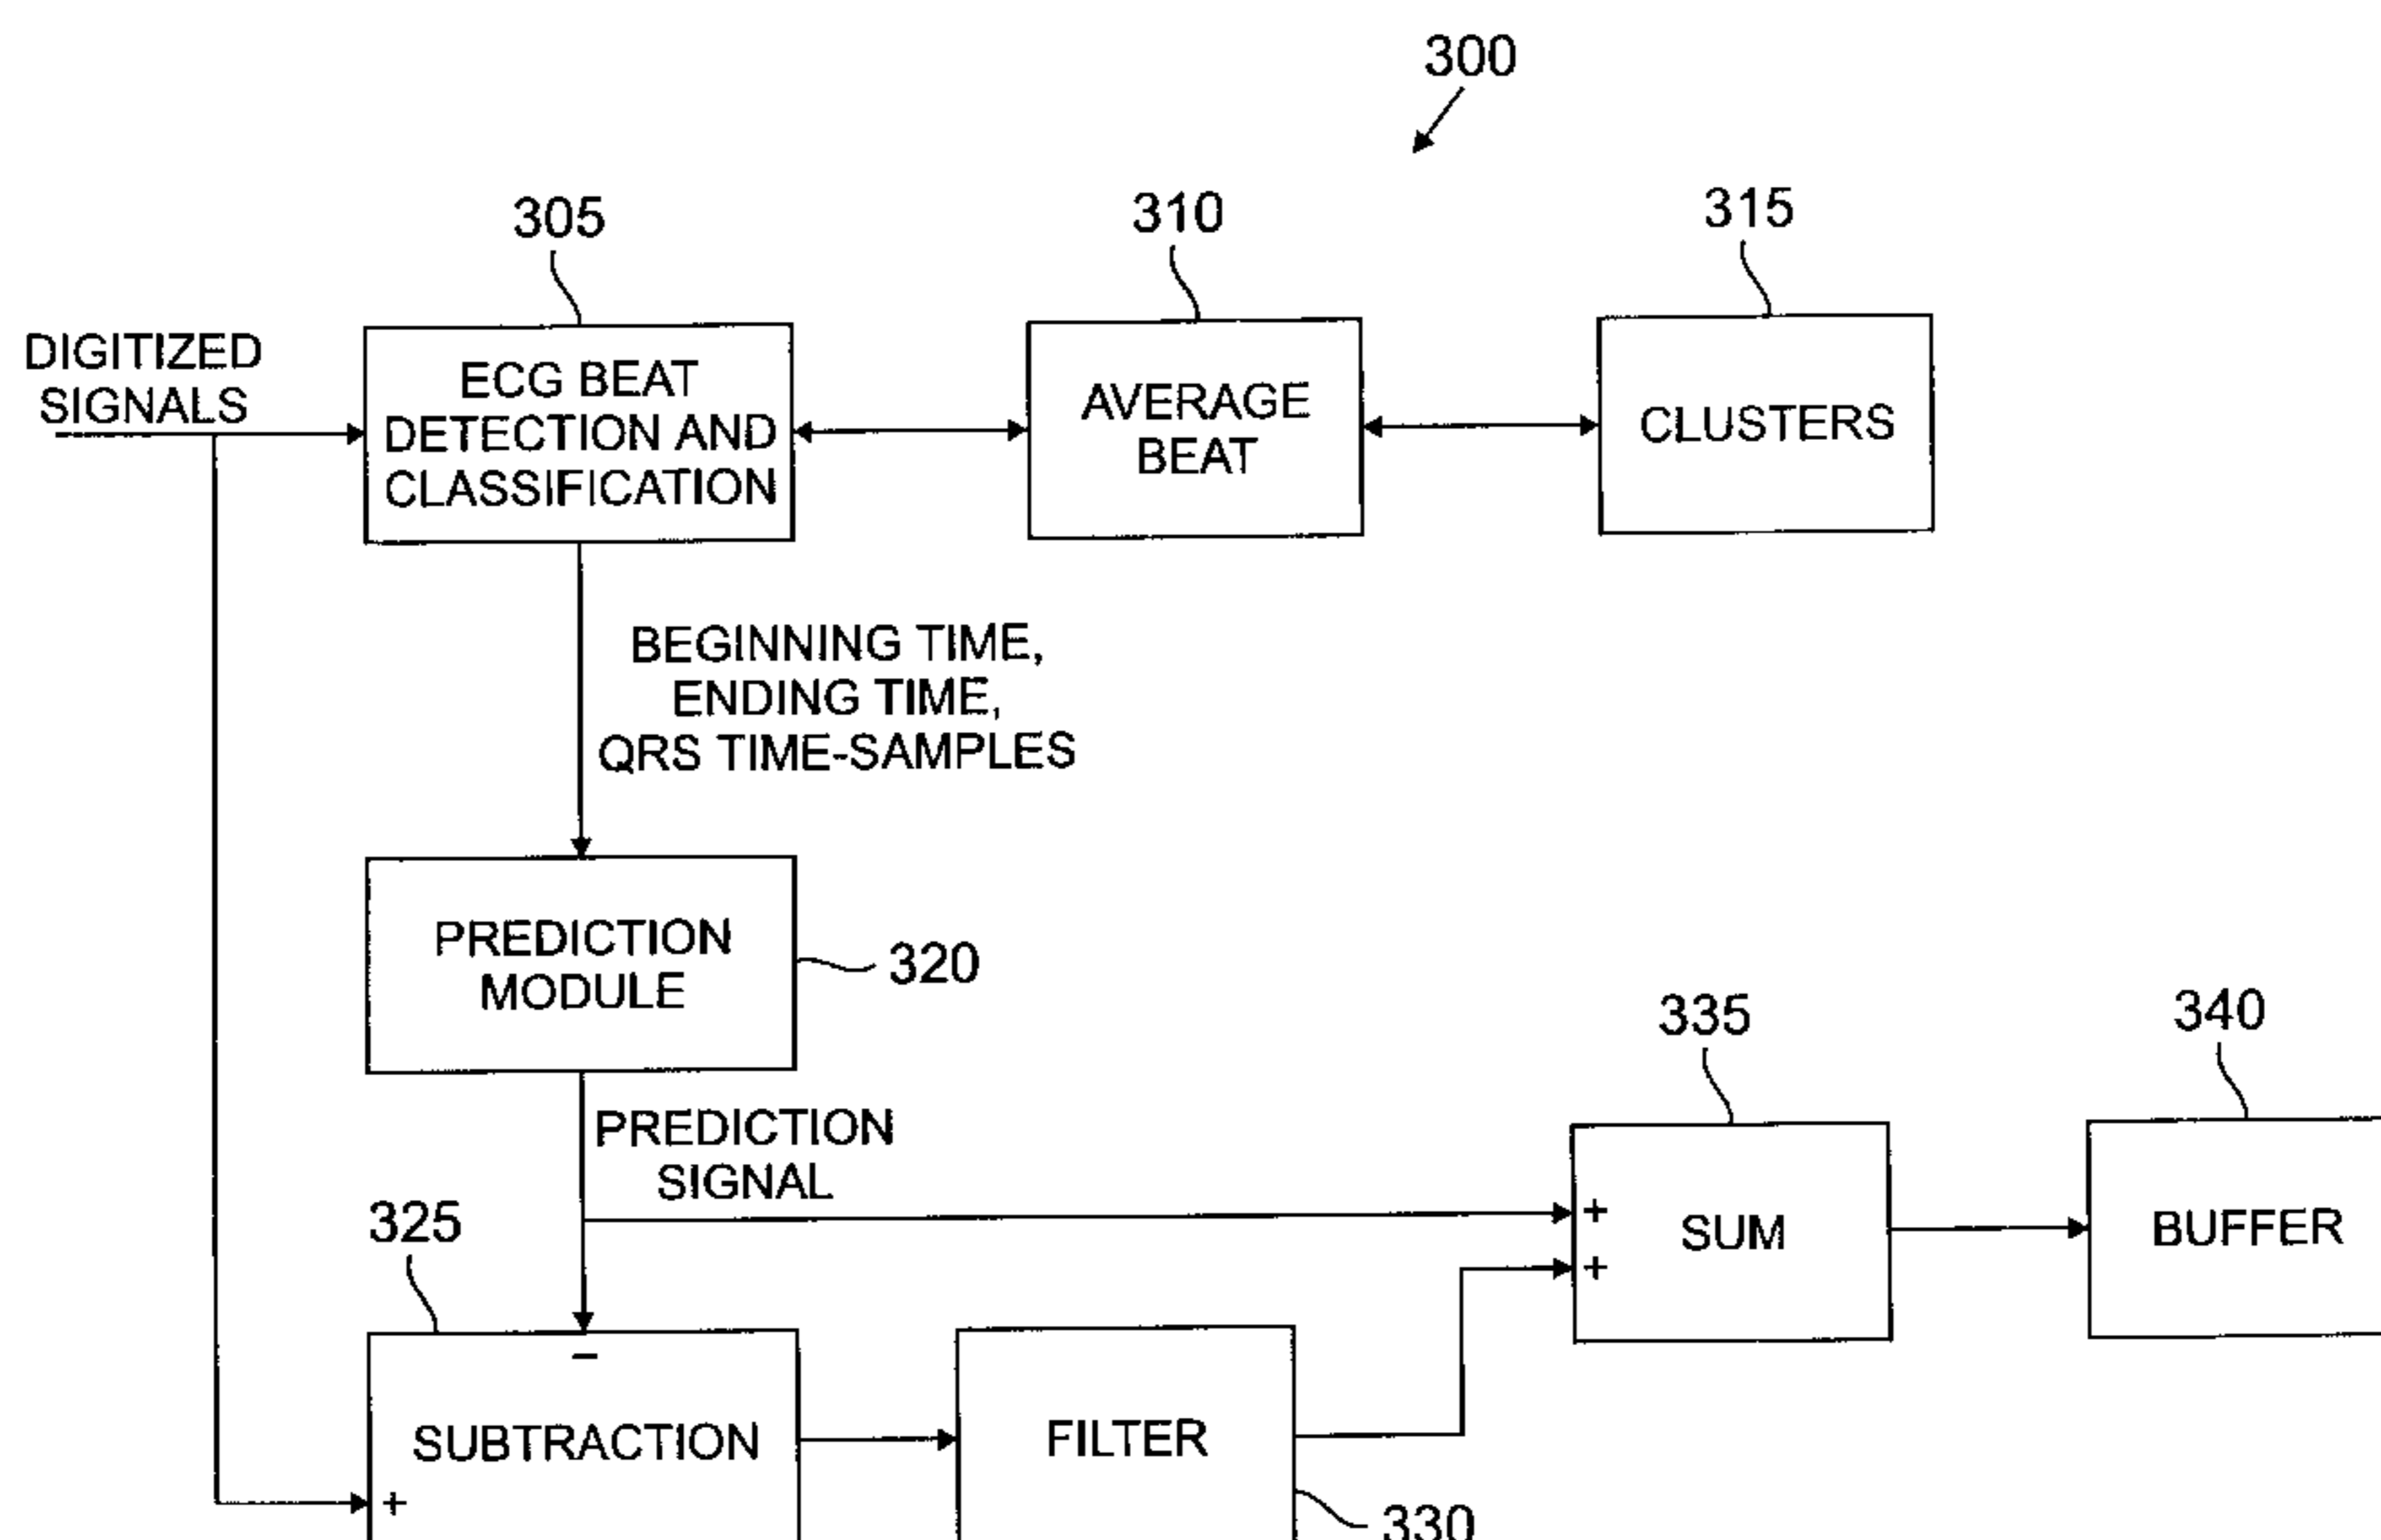 300
305
310
315
DIGITIZED
SIGNALS
ECG BEAT
DETECTION AND
CLASSIFICATION
AVERAGE
BEAT
CLUSTERS
BEGINNING TIME,
ENDING TIME,
QRS TIME-SAMPLES
PREDICTION
MODULE
320
335
340
PREDICTION
SIGNAL
325
+
+
SUM
BUFFER
−
SUBTRACTION
+
FILTER
330